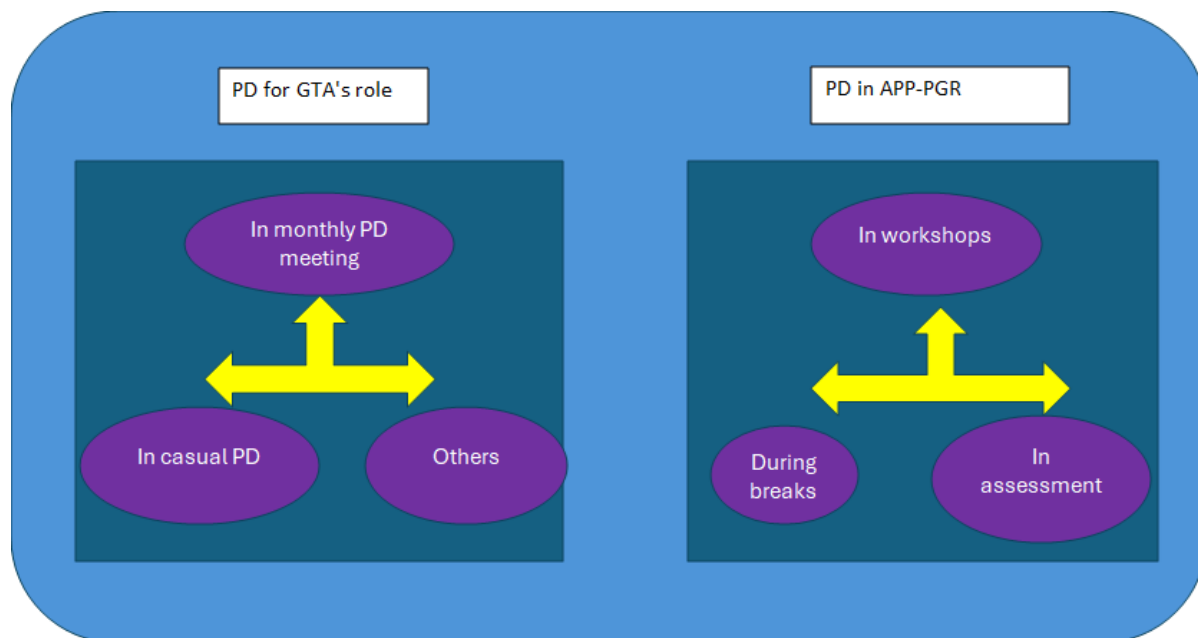 PD for GTA's role
PD in APP-PGR
In monthly PD
meeting
In casual PD
Others
In workshops
During
breaks
In
assessment